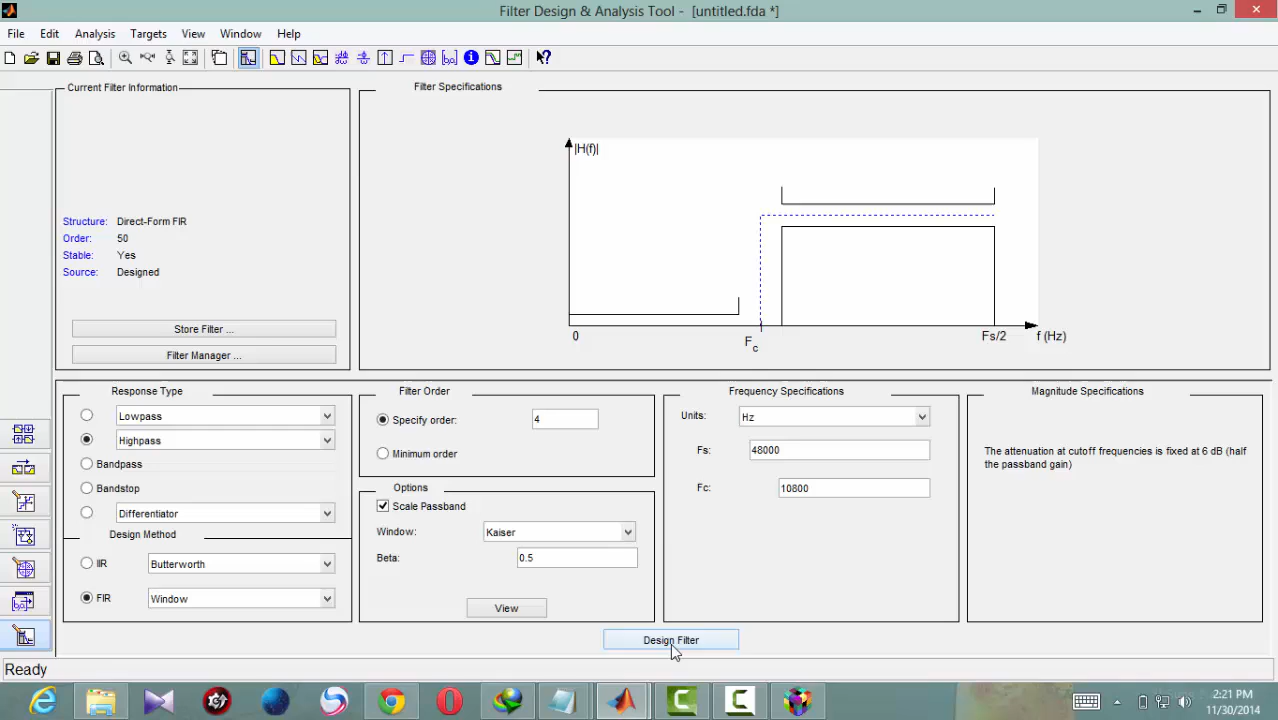 Filter Design & Analysis Tool - [untitled.fda *]
File Edit Analysis Targets View Window Help
Current Filter Information
Structure: Direct-Form FIR
Order: 50
Stable: Yes
Source: Designed
Store Filter ...
Filter Manager ...
Filter Specifications
|H(f)|
0
Fc
Fs/2
f (Hz)
Response Type
Lowpass
Highpass
Bandpass
Bandstop
Differentiator
Design Method
IIR Butterworth
FIR Window
Filter Order
Specify order: 4
Minimum order
Options
Scale Passband
Window: Kaiser
Beta: 0.5
View
Frequency Specifications
Units: Hz
Fs: 48000
Fc: 10800
Magnitude Specifications
The attenuation at cutoff frequencies is fixed at 6 dB (half
the passband gain)
Design Filter
Ready
2:21 PM
11/30/2014